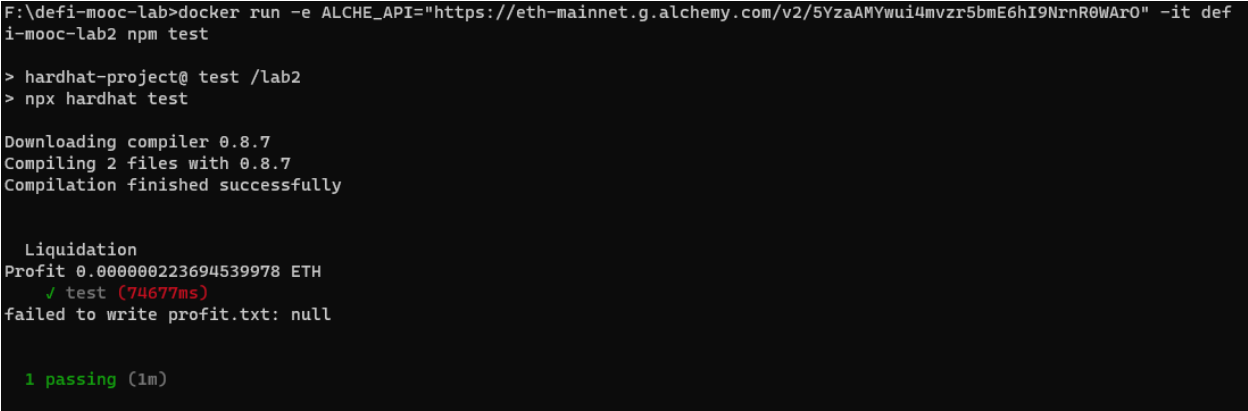 F:\defi-mooc-lab>docker run -e ALCHE_API="https://eth-mainnet.g.alchemy.com/v2/5YzaAMYwui4mvzr5bmE6hI9NrnR0WArO" -it def
i-mooc-lab2 npm test
> hardhat-project@ test /lab2
> npx hardhat test
Downloading compiler 0.8.7
Compiling 2 files with 0.8.7
Compilation finished successfully
Liquidation
Profit 0.000000223694539978 ETH
√ test (74677ms)
failed to write profit.txt: null
1 passing (1m)